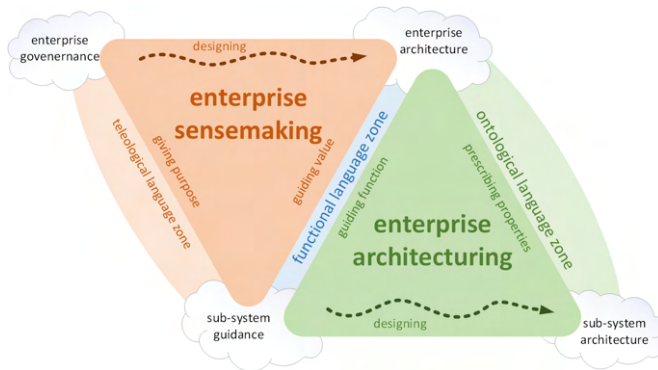 enterprise
govenernance
designing
enterprise
architecture
enterprise
sensemaking
teleological language zone
giving purpose
guiding value
functional language zone
guiding function
prescribing properties
ontological language zone
enterprise
architecturing
designing
sub-system
guidance
sub-system
architecture